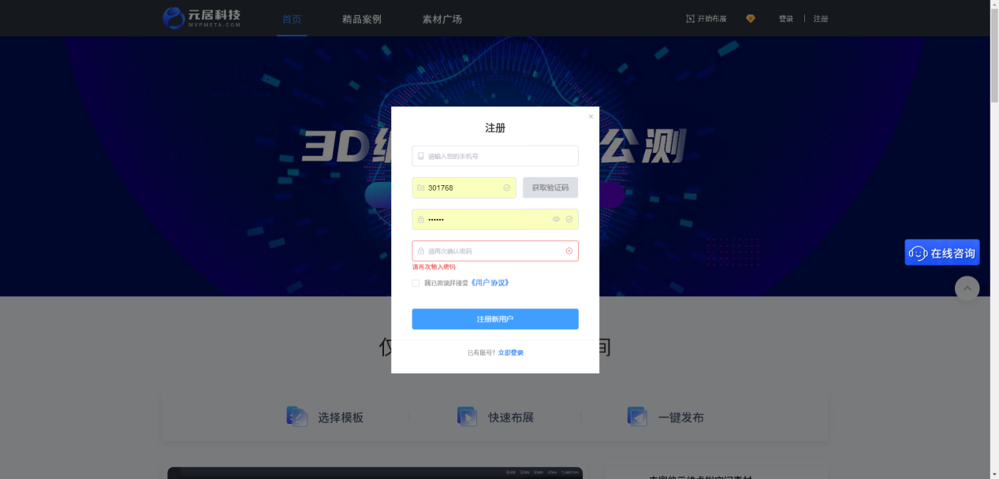 元居科技
MVPMETA.COM
首页
精品案例
素材广场
开始布展
登录
注册
3D
公测
注册
请输入您的手机号
301768
获取验证码
••••••
请再次确认密码
请再次输入密码
我已阅读并接受《用户协议》
注册新用户
已有账号? 立即登录
在线咨询
仅
间
选择模板
快速布展
一键发布